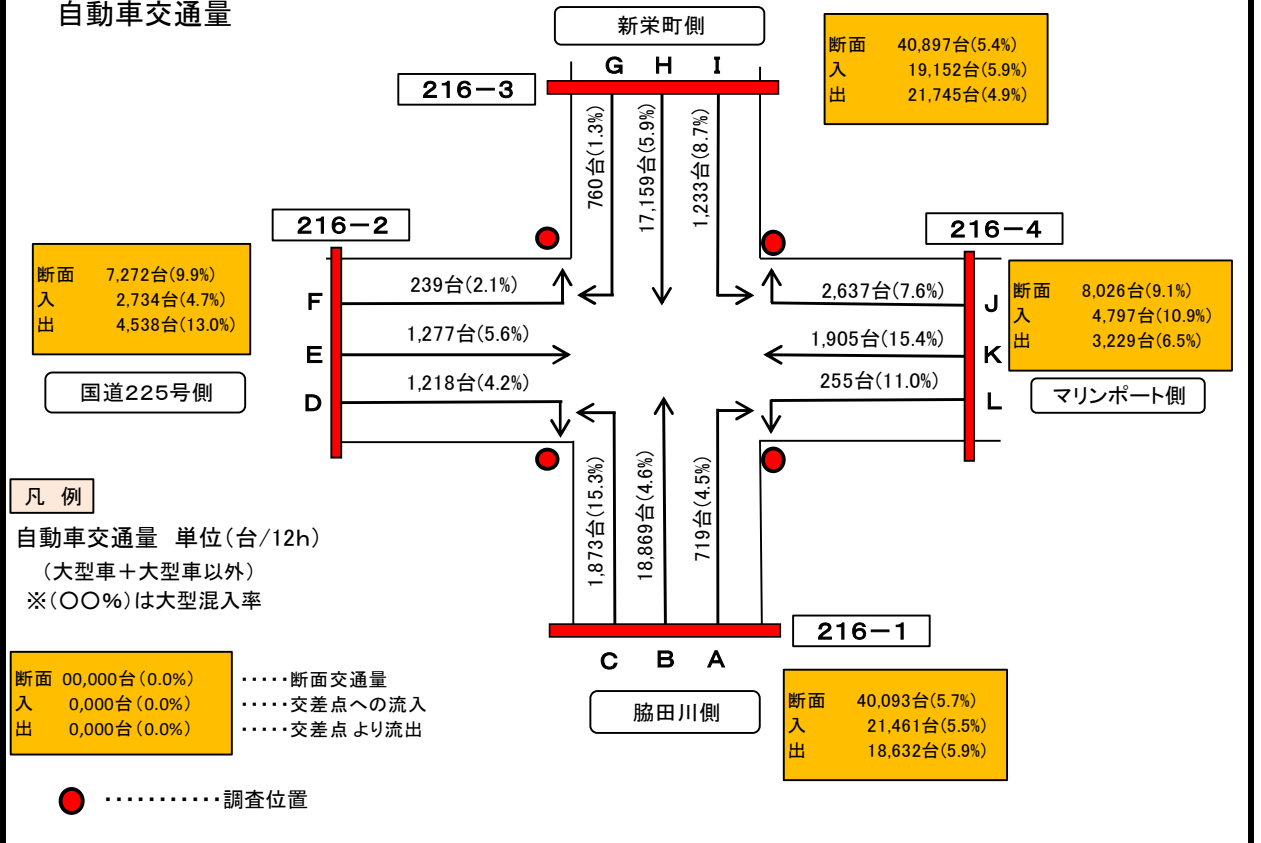 自動車交通量
新栄町側
断面 40,897台(5.4%)
入 19,152台(5.9%)
出 21,745台(4.9%)
216-3
G H I
760台(1.3%)
17,159台(5.9%)
1,233台(8.7%)
216-2
216-4
断面 7,272台(9.9%)
入 2,734台(4.7%)
出 4,538台(13.0%)
国道225号側
F
239台(2.1%)
E
1,277台(5.6%)
D
1,218台(4.2%)
2,637台(7.6%)
J
1,905台(15.4%)
K
255台(11.0%)
L
断面 8,026台(9.1%)
入 4,797台(10.9%)
出 3,229台(6.5%)
マリンポート側
1,873台(15.3%)
18,869台(4.6%)
719台(4.5%)
C B A
216-1
脇田川側
断面 40,093台(5.7%)
入 21,461台(5.5%)
出 18,632台(5.9%)
凡 例
自動車交通量 単位(台/12h)
(大型車+大型車以外)
※(〇〇%)は大型混入率
断面 00,000台(0.0%) ・・・・・断面交通量
入 0,000台(0.0%) ・・・・・交差点への流入
出 0,000台(0.0%) ・・・・・交差点 より流出
・・・・・・・・・・・調査位置